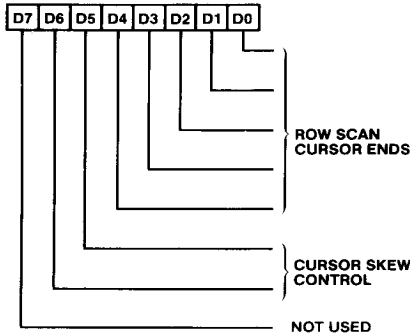 D7 D6 D5 D4 D3 D2 D1 D0
ROW SCAN
CURSOR ENDS
CURSOR SKEW
CONTROL
NOT USED